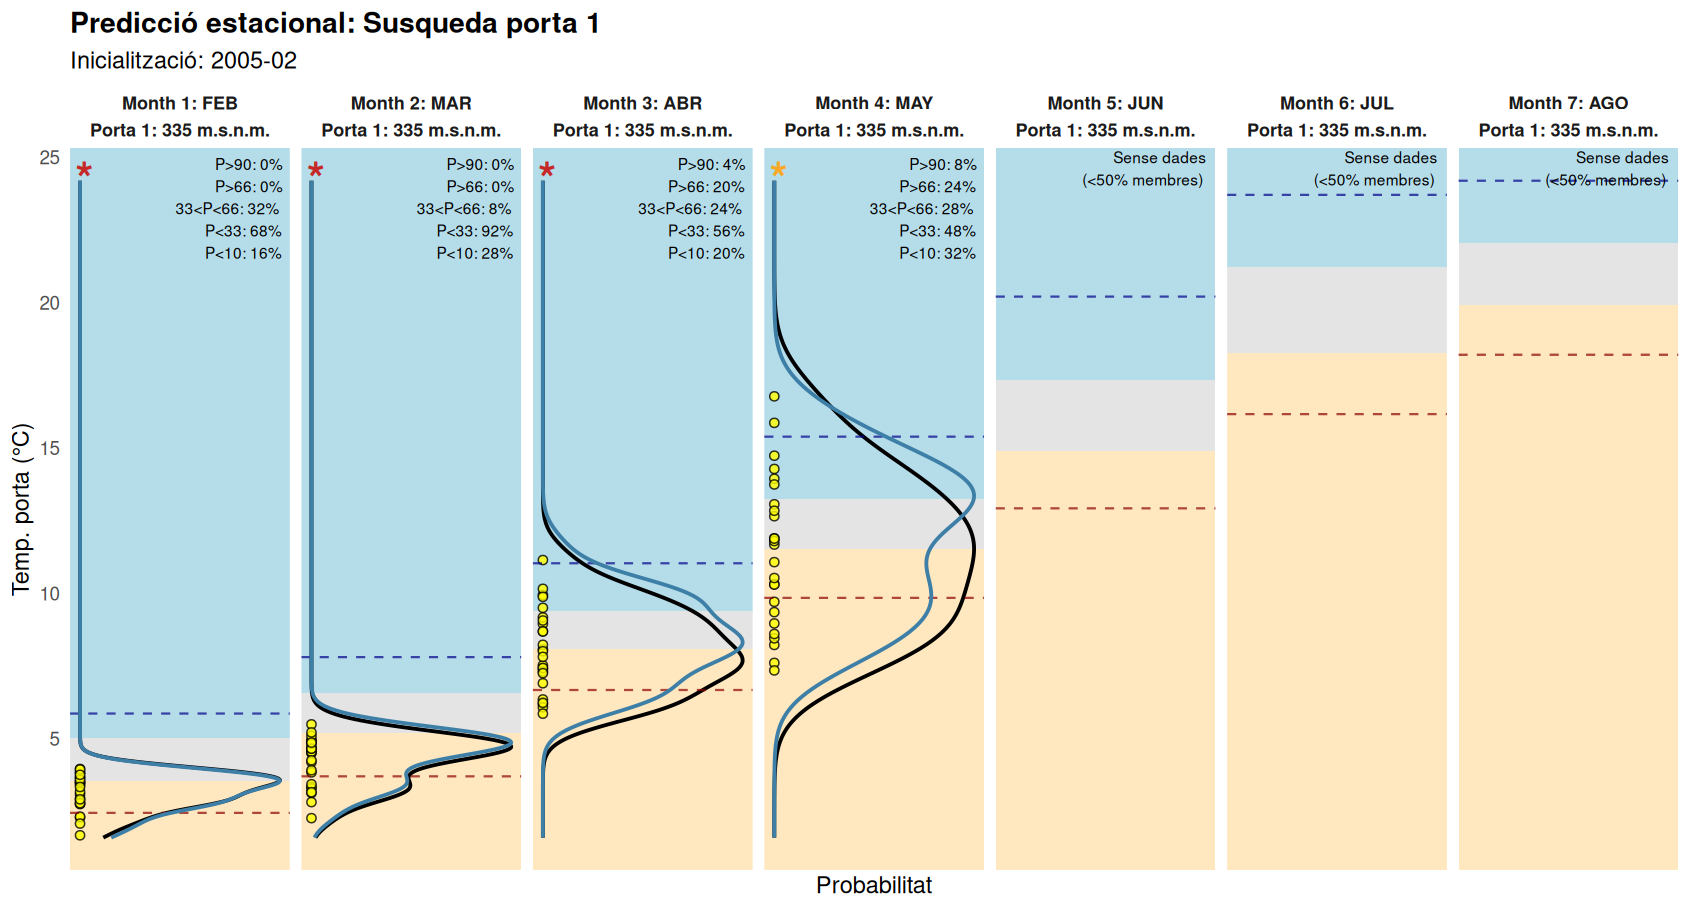 Predicció estacional: Susqueda porta 1
Inicialització: 2005-02
Month 1: FEB
Porta 1: 335 m.s.n.m.
Month 2: MAR
Porta 1: 335 m.s.n.m.
Month 3: ABR
Porta 1: 335 m.s.n.m.
Month 4: MAY
Porta 1: 335 m.s.n.m.
Month 5: JUN
Porta 1: 335 m.s.n.m.
Month 6: JUL
Porta 1: 335 m.s.n.m.
Month 7: AGO
Porta 1: 335 m.s.n.m.
*
P>90: 0%
P>66: 0%
33<P<66: 32%
P<33: 68%
P<10: 16%
*
P>90: 0%
P>66: 0%
33<P<66: 8%
P<33: 92%
P<10: 28%
*
P>90: 4%
P>66: 20%
33<P<66: 24%
P<33: 56%
P<10: 20%
*
P>90: 8%
P>66: 24%
33<P<66: 28%
P<33: 48%
P<10: 32%
Sense dades
(<50% membres)
Sense dades
(<50% membres)
Sense dades
(<50% membres)
25
20
15
10
5
Temp. porta (°C)
Probabilitat